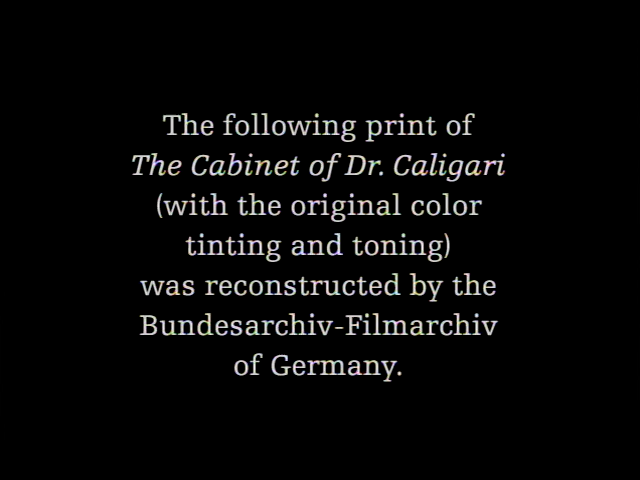 The following print of
The Cabinet of Dr. Caligari
(with the original color
tinting and toning)
was reconstructed by the
Bundesarchiv-Filmarchiv
of Germany.